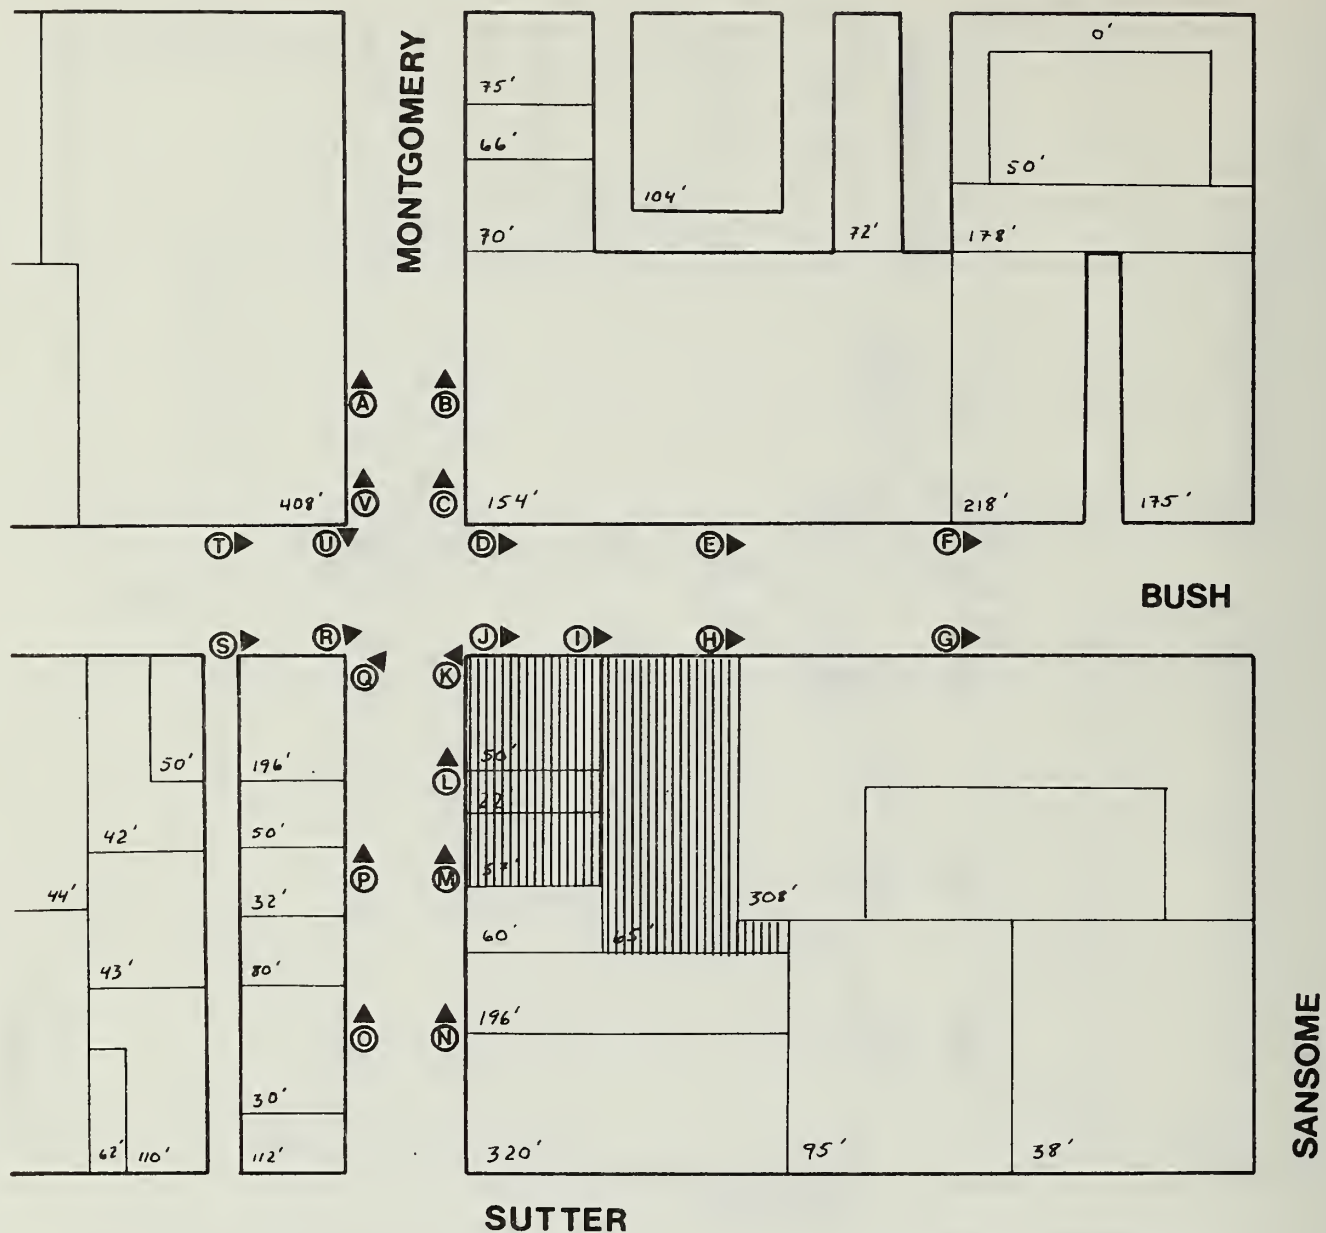 0'
MONTGOMERY
75'
66'
50'
104'
70'
72'
178'
A
B
408'
V
C
154'
218'
175'
T
U
D
E
F
BUSH
S
R
Q
K
J
I
H
G
50'
196'
50'
L
22
42'
50'
P
57'
M
44'
32'
308'
60'
65'
43'
80'
196'
O
N
30'
62'
110'
112'
320'
95'
38'
SANSOME
SUTTER